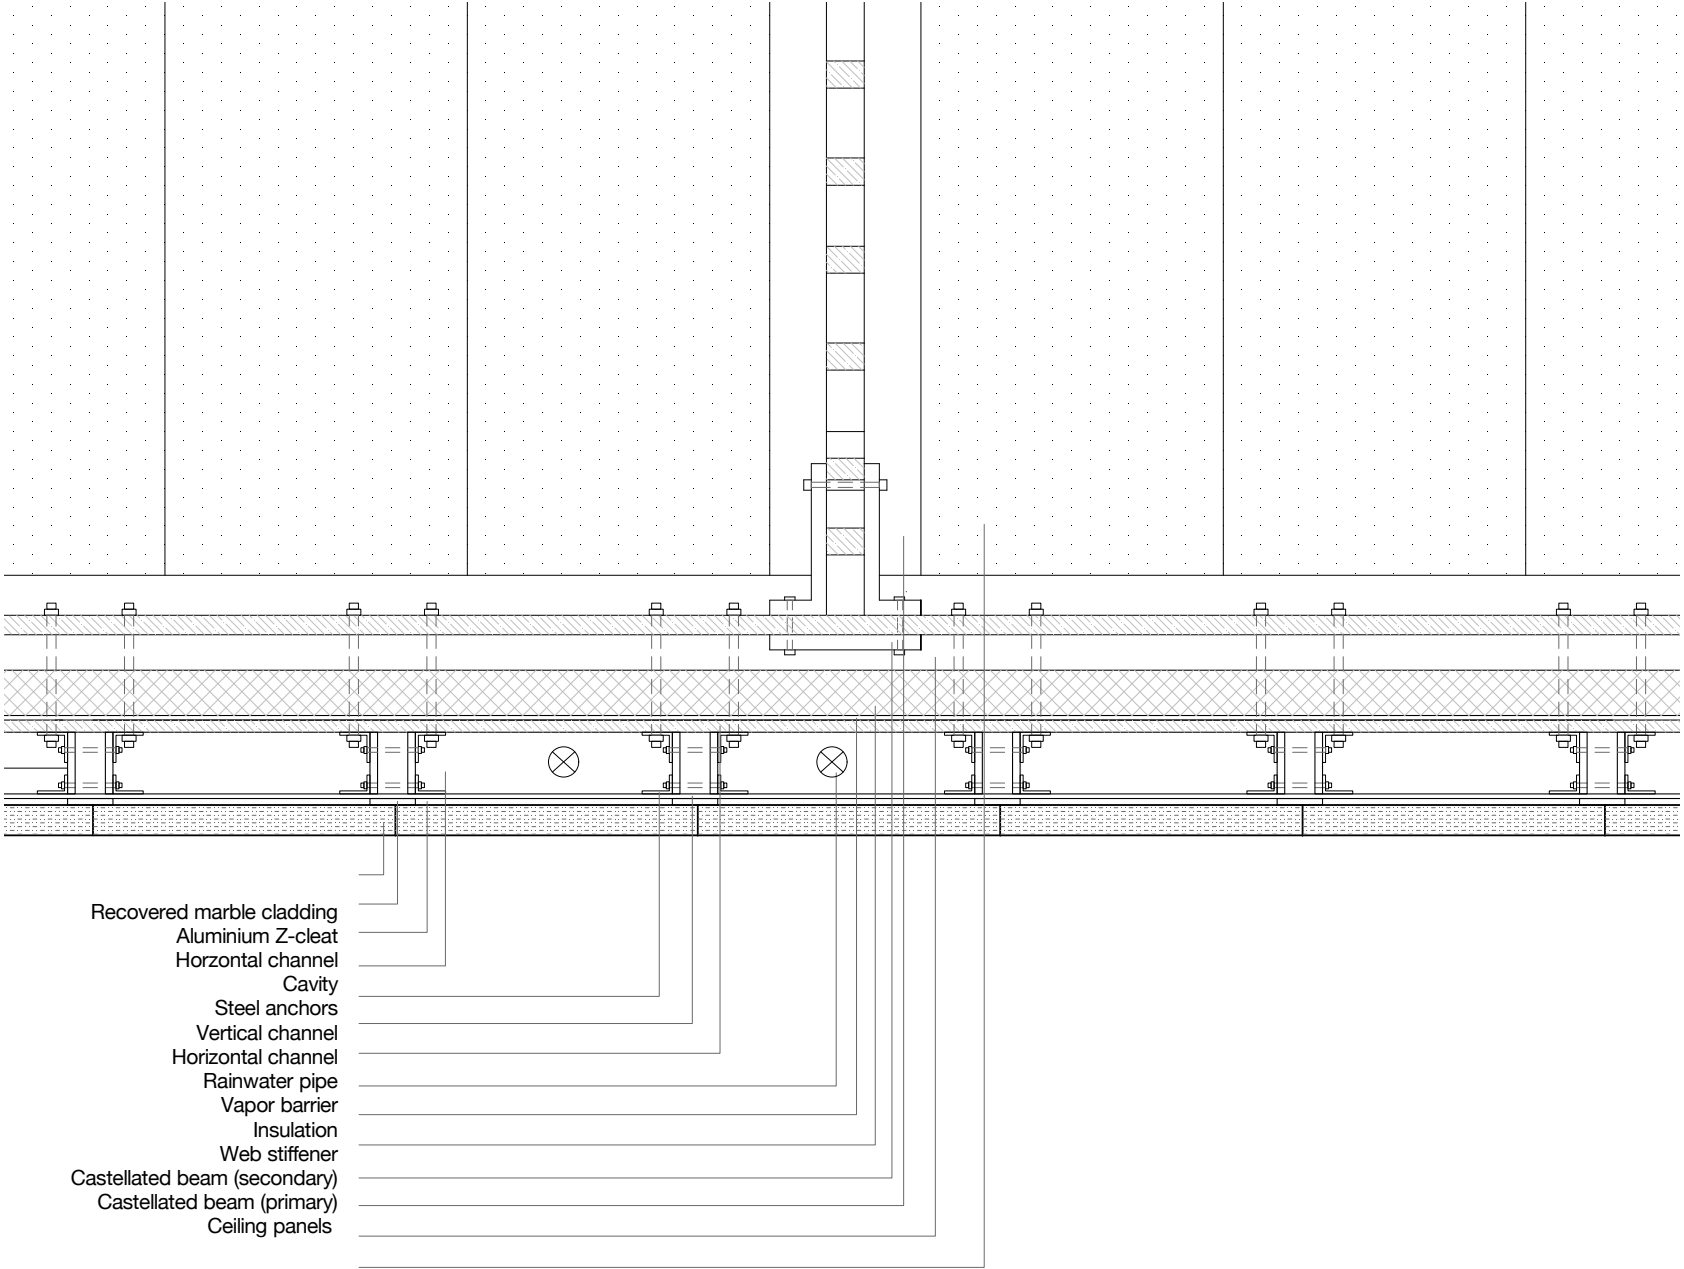 Recovered marble cladding
Aluminium Z-cleat
Horzontal channel
Cavity
Steel anchors
Vertical channel
Horizontal channel
Rainwater pipe
Vapor barrier
Insulation
Web stiffener
Castellated beam (secondary)
Castellated beam (primary)
Ceiling panels